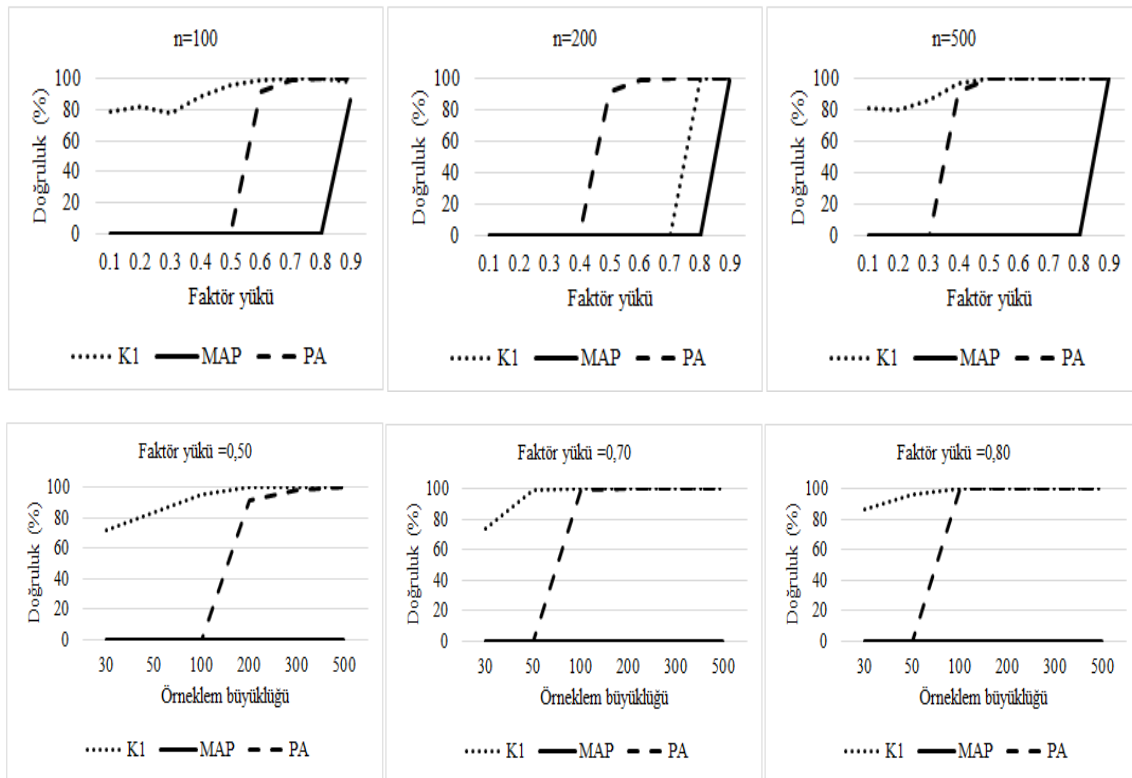 n=100
Doğruluk (%)
100
80
60
40
20
0
0.1 0.2 0.3 0.4 0.5 0.6 0.7 0.8 0.9
Faktör yükü
K1 MAP PA
n=200
Doğruluk (%)
100
80
60
40
20
0
0.1 0.2 0.3 0.4 0.5 0.6 0.7 0.8 0.9
Faktör yükü
K1 MAP PA
n=500
Doğruluk (%)
100
80
60
40
20
0
0.1 0.2 0.3 0.4 0.5 0.6 0.7 0.8 0.9
Faktör yükü
K1 MAP PA
Faktör yükü =0,50
Doğruluk (%)
100
80
60
40
20
0
30 50 100 200 300 500
Örneklem büyüklüğü
K1 MAP PA
Faktör yükü =0,70
Doğruluk (%)
100
80
60
40
20
0
30 50 100 200 300 500
Örneklem büyüklüğü
K1 MAP PA
Faktör yükü =0,80
Doğruluk (%)
100
80
60
40
20
0
30 50 100 200 300 500
Örneklem büyüklüğü
K1 MAP PA